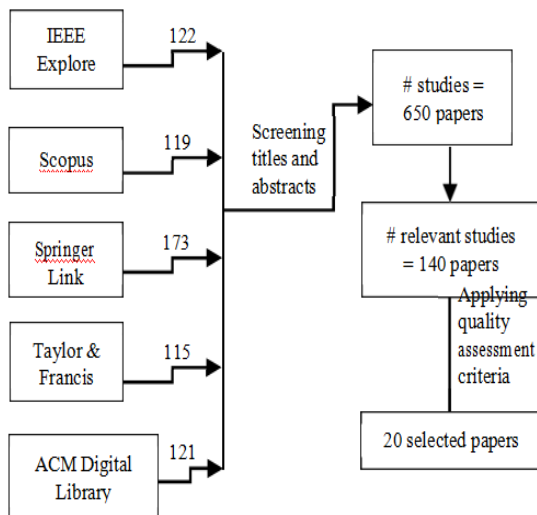 IEEE
Explore
122
Scopus
119
Springer
Link
173
Taylor &
Francis
115
ACM Digital
Library
121
Screening
titles and
abstracts
# studies =
650 papers
# relevant studies
= 140 papers
Applying
quality
assessment
criteria
20 selected papers